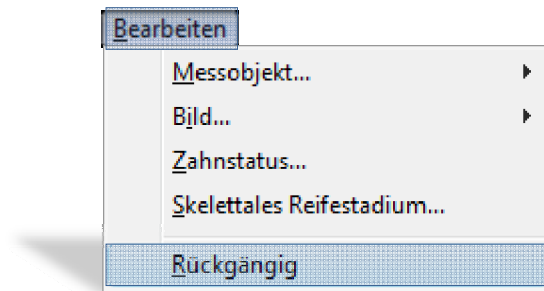 Bearbeiten
Messobjekt...
Bild...
Zahnstatus...
Skelettales Reifestadium...
Rückgängig